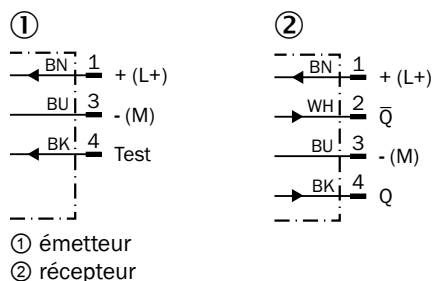 ①
BN 1 + (L+)
BU 3 - (M)
BK 4 Test
②
BN 1 + (L+)
WH 2 Q̅
BU 3 - (M)
BK 4 Q
① émetteur
② récepteur